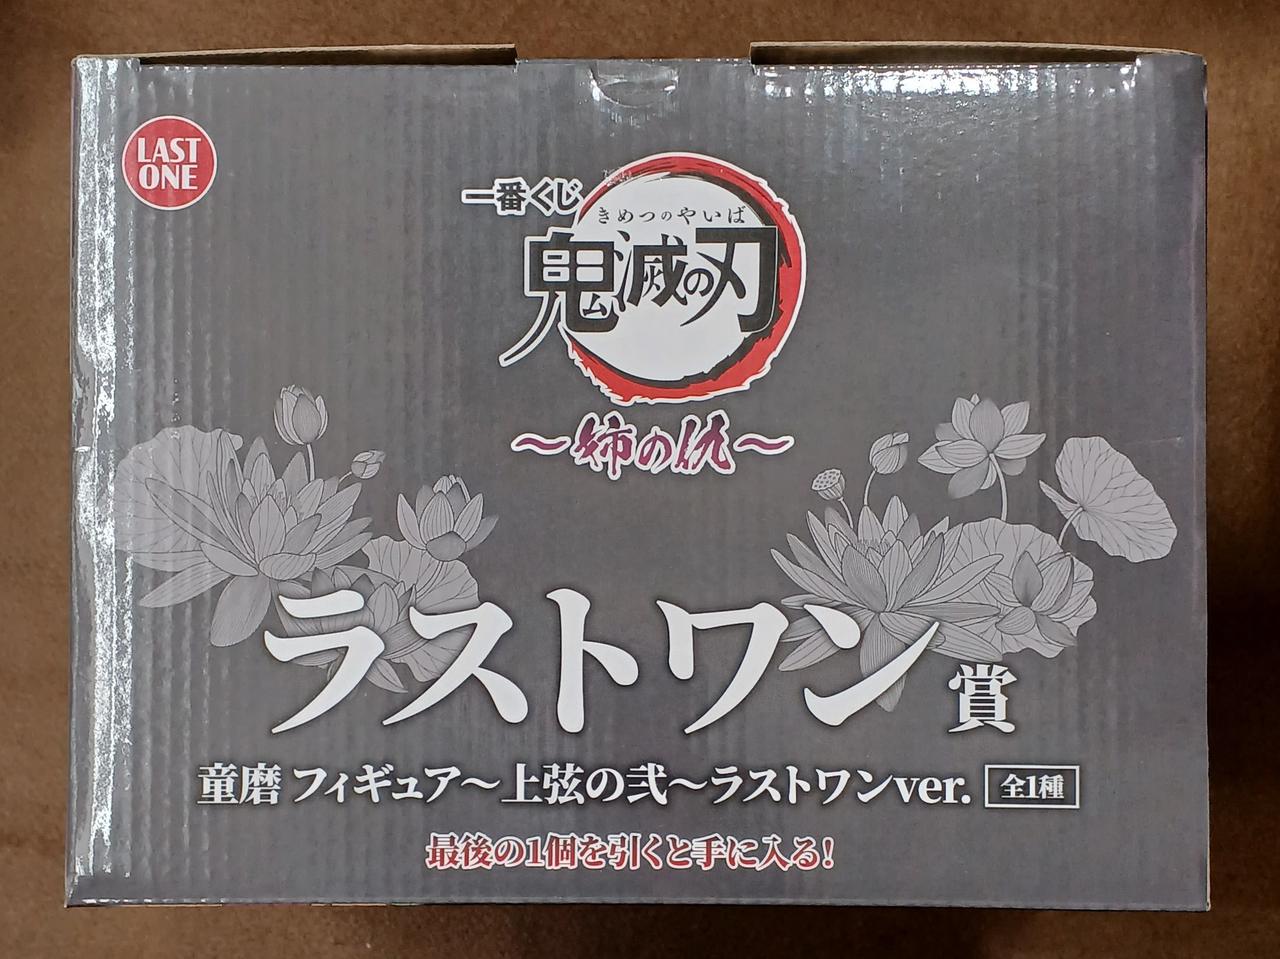 LAST
ONE
一番くじ
きめつのやいば
鬼滅の刃
〜姉の仇〜
ラストワン賞
童磨 フィギュア〜上弦の弐〜ラストワンver. 全1種
最後の1個を引くと手に入る!